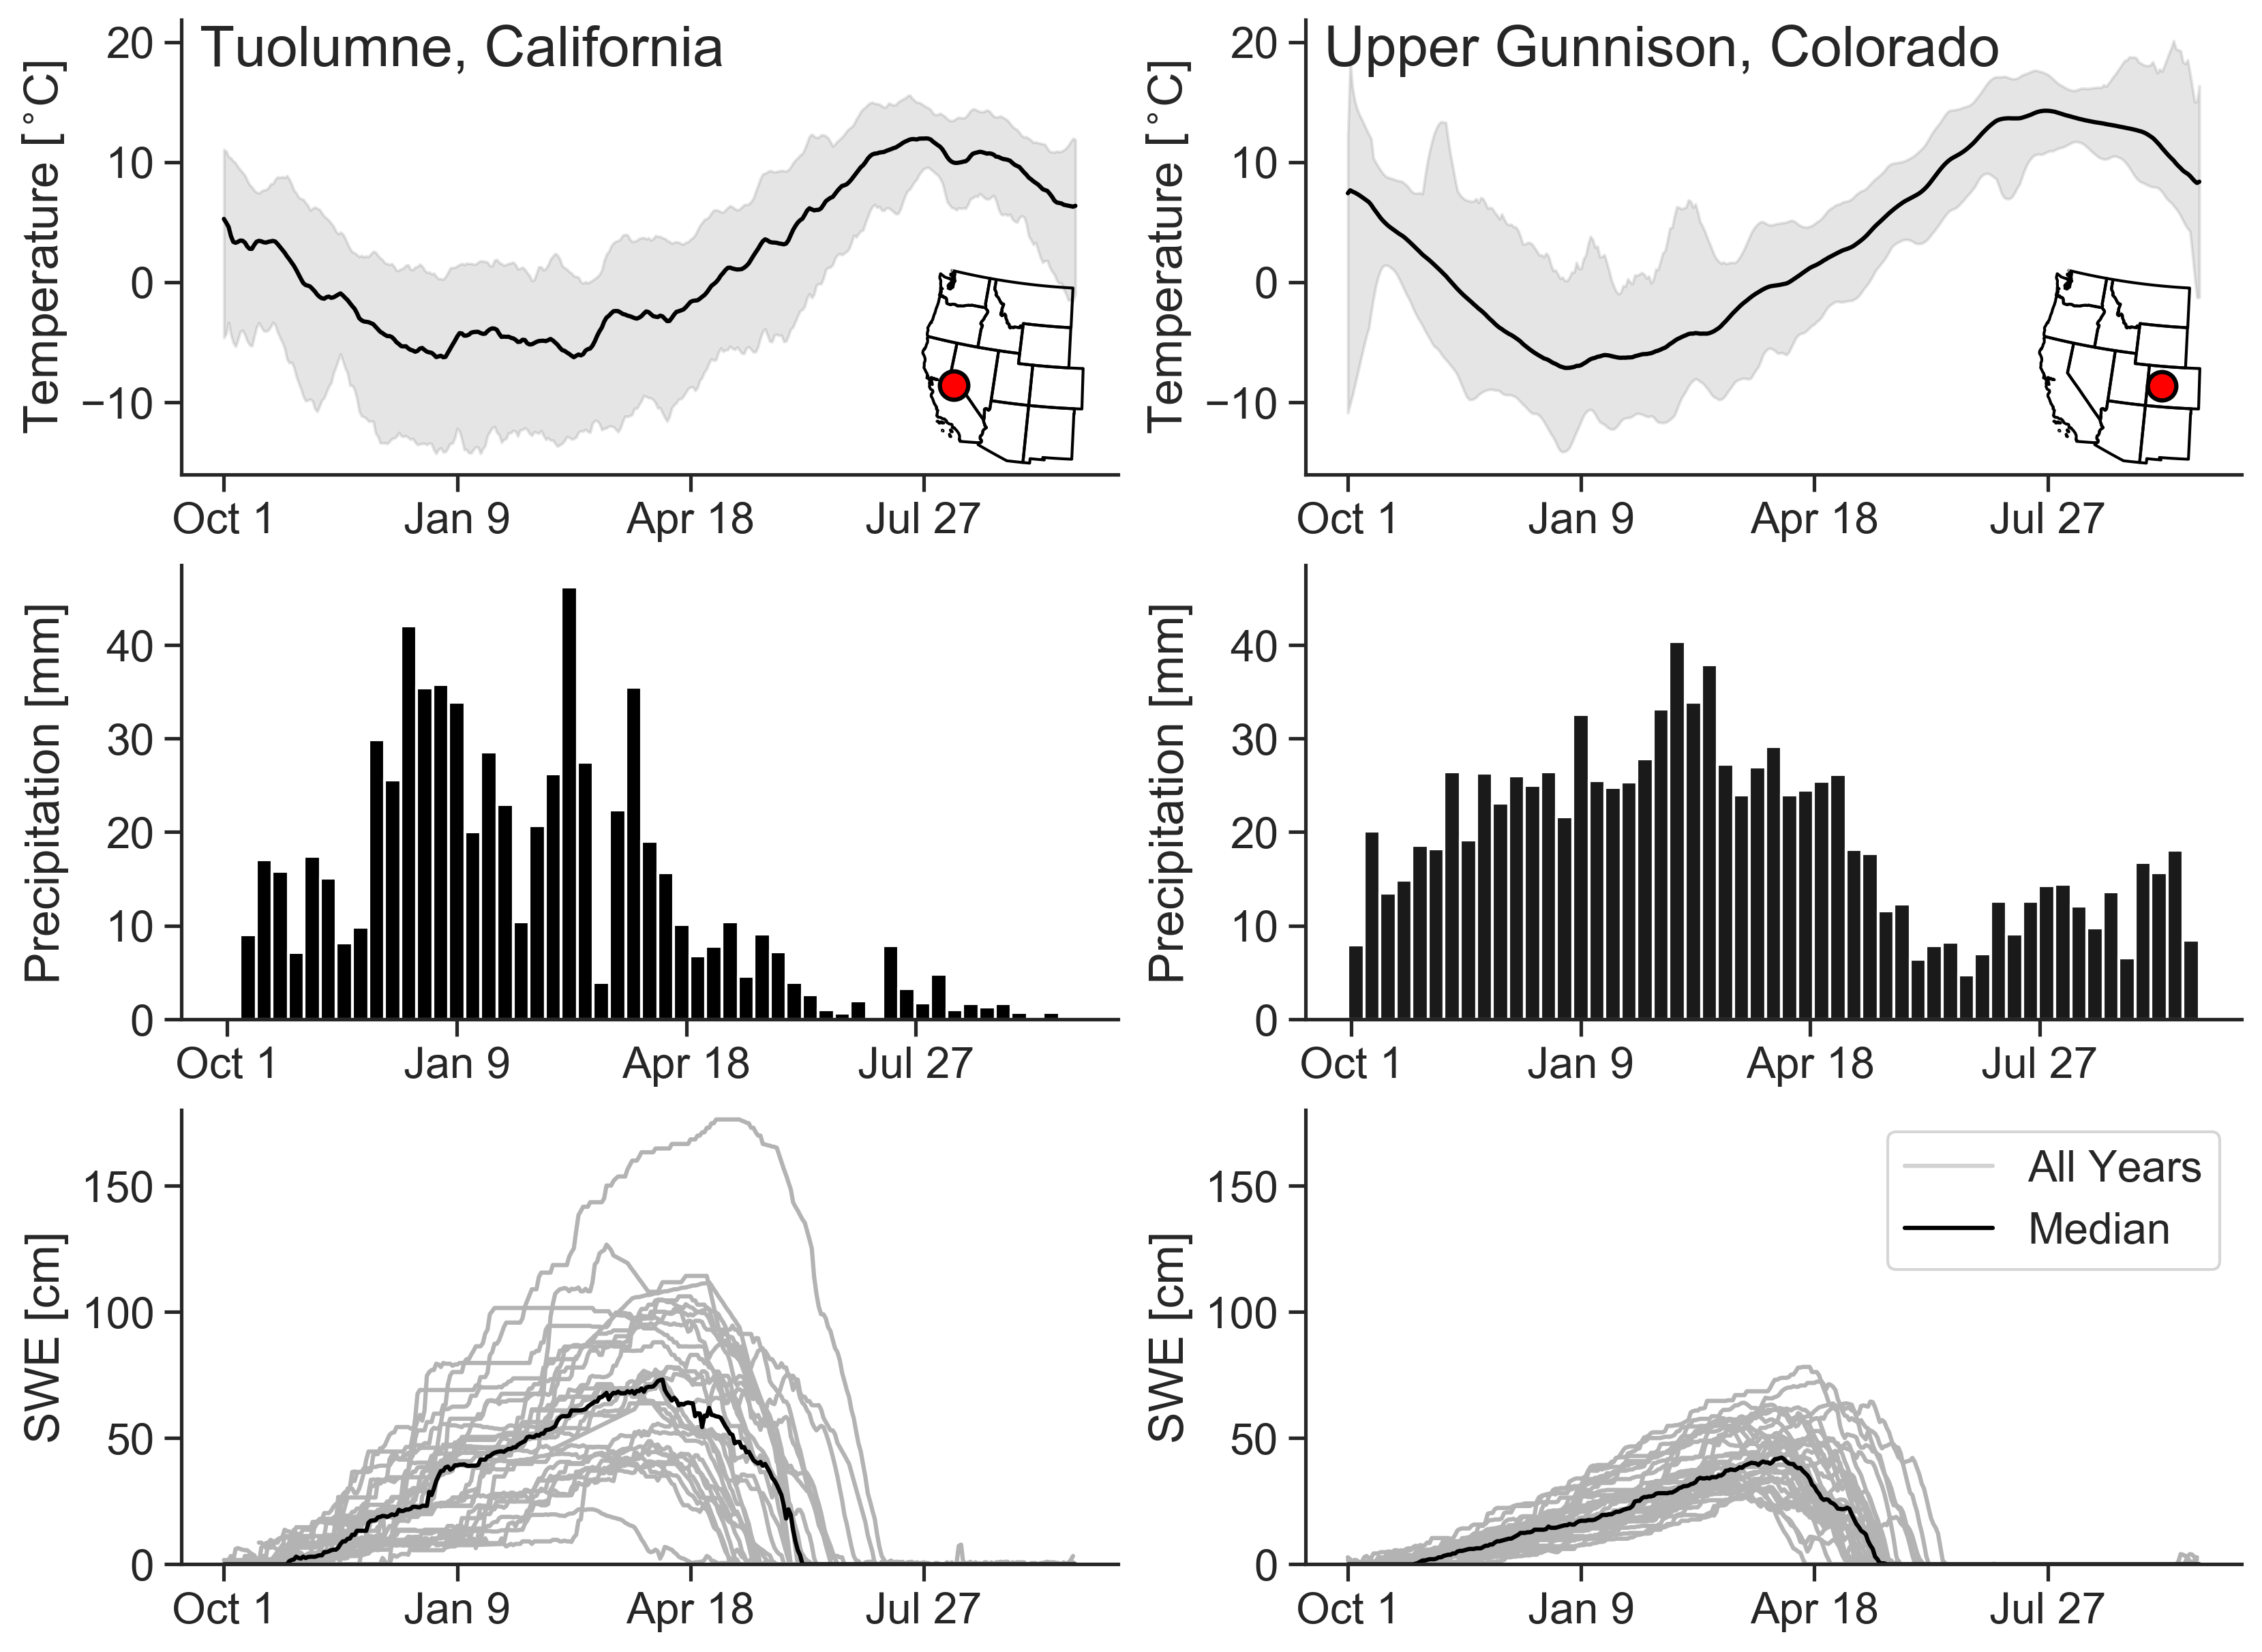 Tuolumne, California
Temperature [°C]
20
10
0
−10
Oct 1 Jan 9 Apr 18 Jul 27
Upper Gunnison, Colorado
Temperature [°C]
20
10
0
−10
Oct 1 Jan 9 Apr 18 Jul 27
Precipitation [mm]
40
30
20
10
0
Oct 1 Jan 9 Apr 18 Jul 27
Precipitation [mm]
40
30
20
10
0
Oct 1 Jan 9 Apr 18 Jul 27
SWE [cm]
150
100
50
0
Oct 1 Jan 9 Apr 18 Jul 27
SWE [cm]
150
100
50
0
All Years
Median
Oct 1 Jan 9 Apr 18 Jul 27